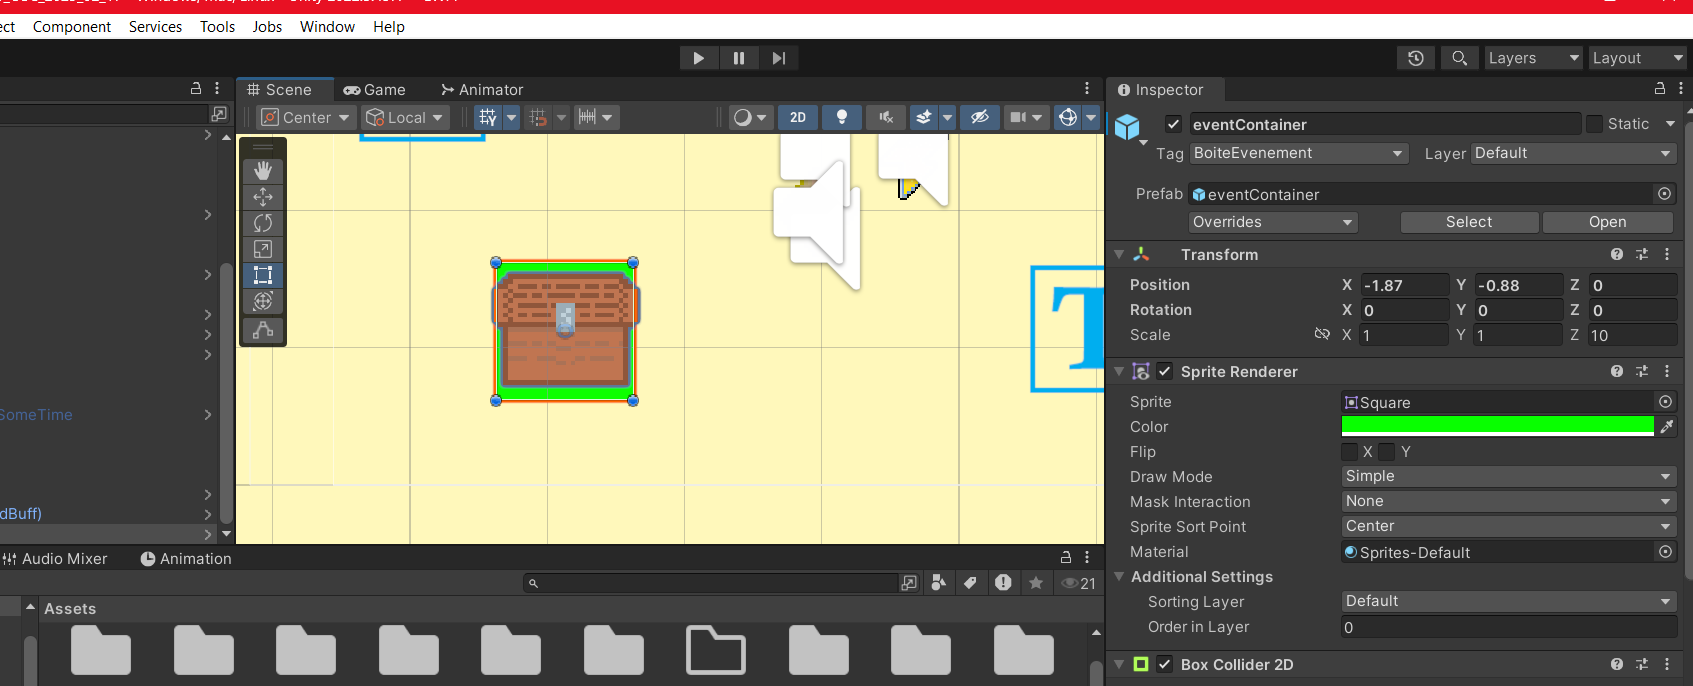 Component Services Tools Jobs Window Help
Layers Layout
Scene Game Animator
Center Local 2D
SomeTime
dBuff)
T
Inspector
eventContainer Static
Tag BoiteEvenement Layer Default
Prefab eventContainer
Overrides Select Open
Transform
Position X -1.87 Y -0.88 Z 0
Rotation X 0 Y 0 Z 0
Scale X 1 Y 1 Z 10
Sprite Renderer
Sprite Square
Color
Flip X Y
Draw Mode Simple
Mask Interaction None
Sprite Sort Point Center
Material Sprites-Default
Additional Settings
Sorting Layer Default
Order in Layer 0
Box Collider 2D
Audio Mixer Animation
21
Assets